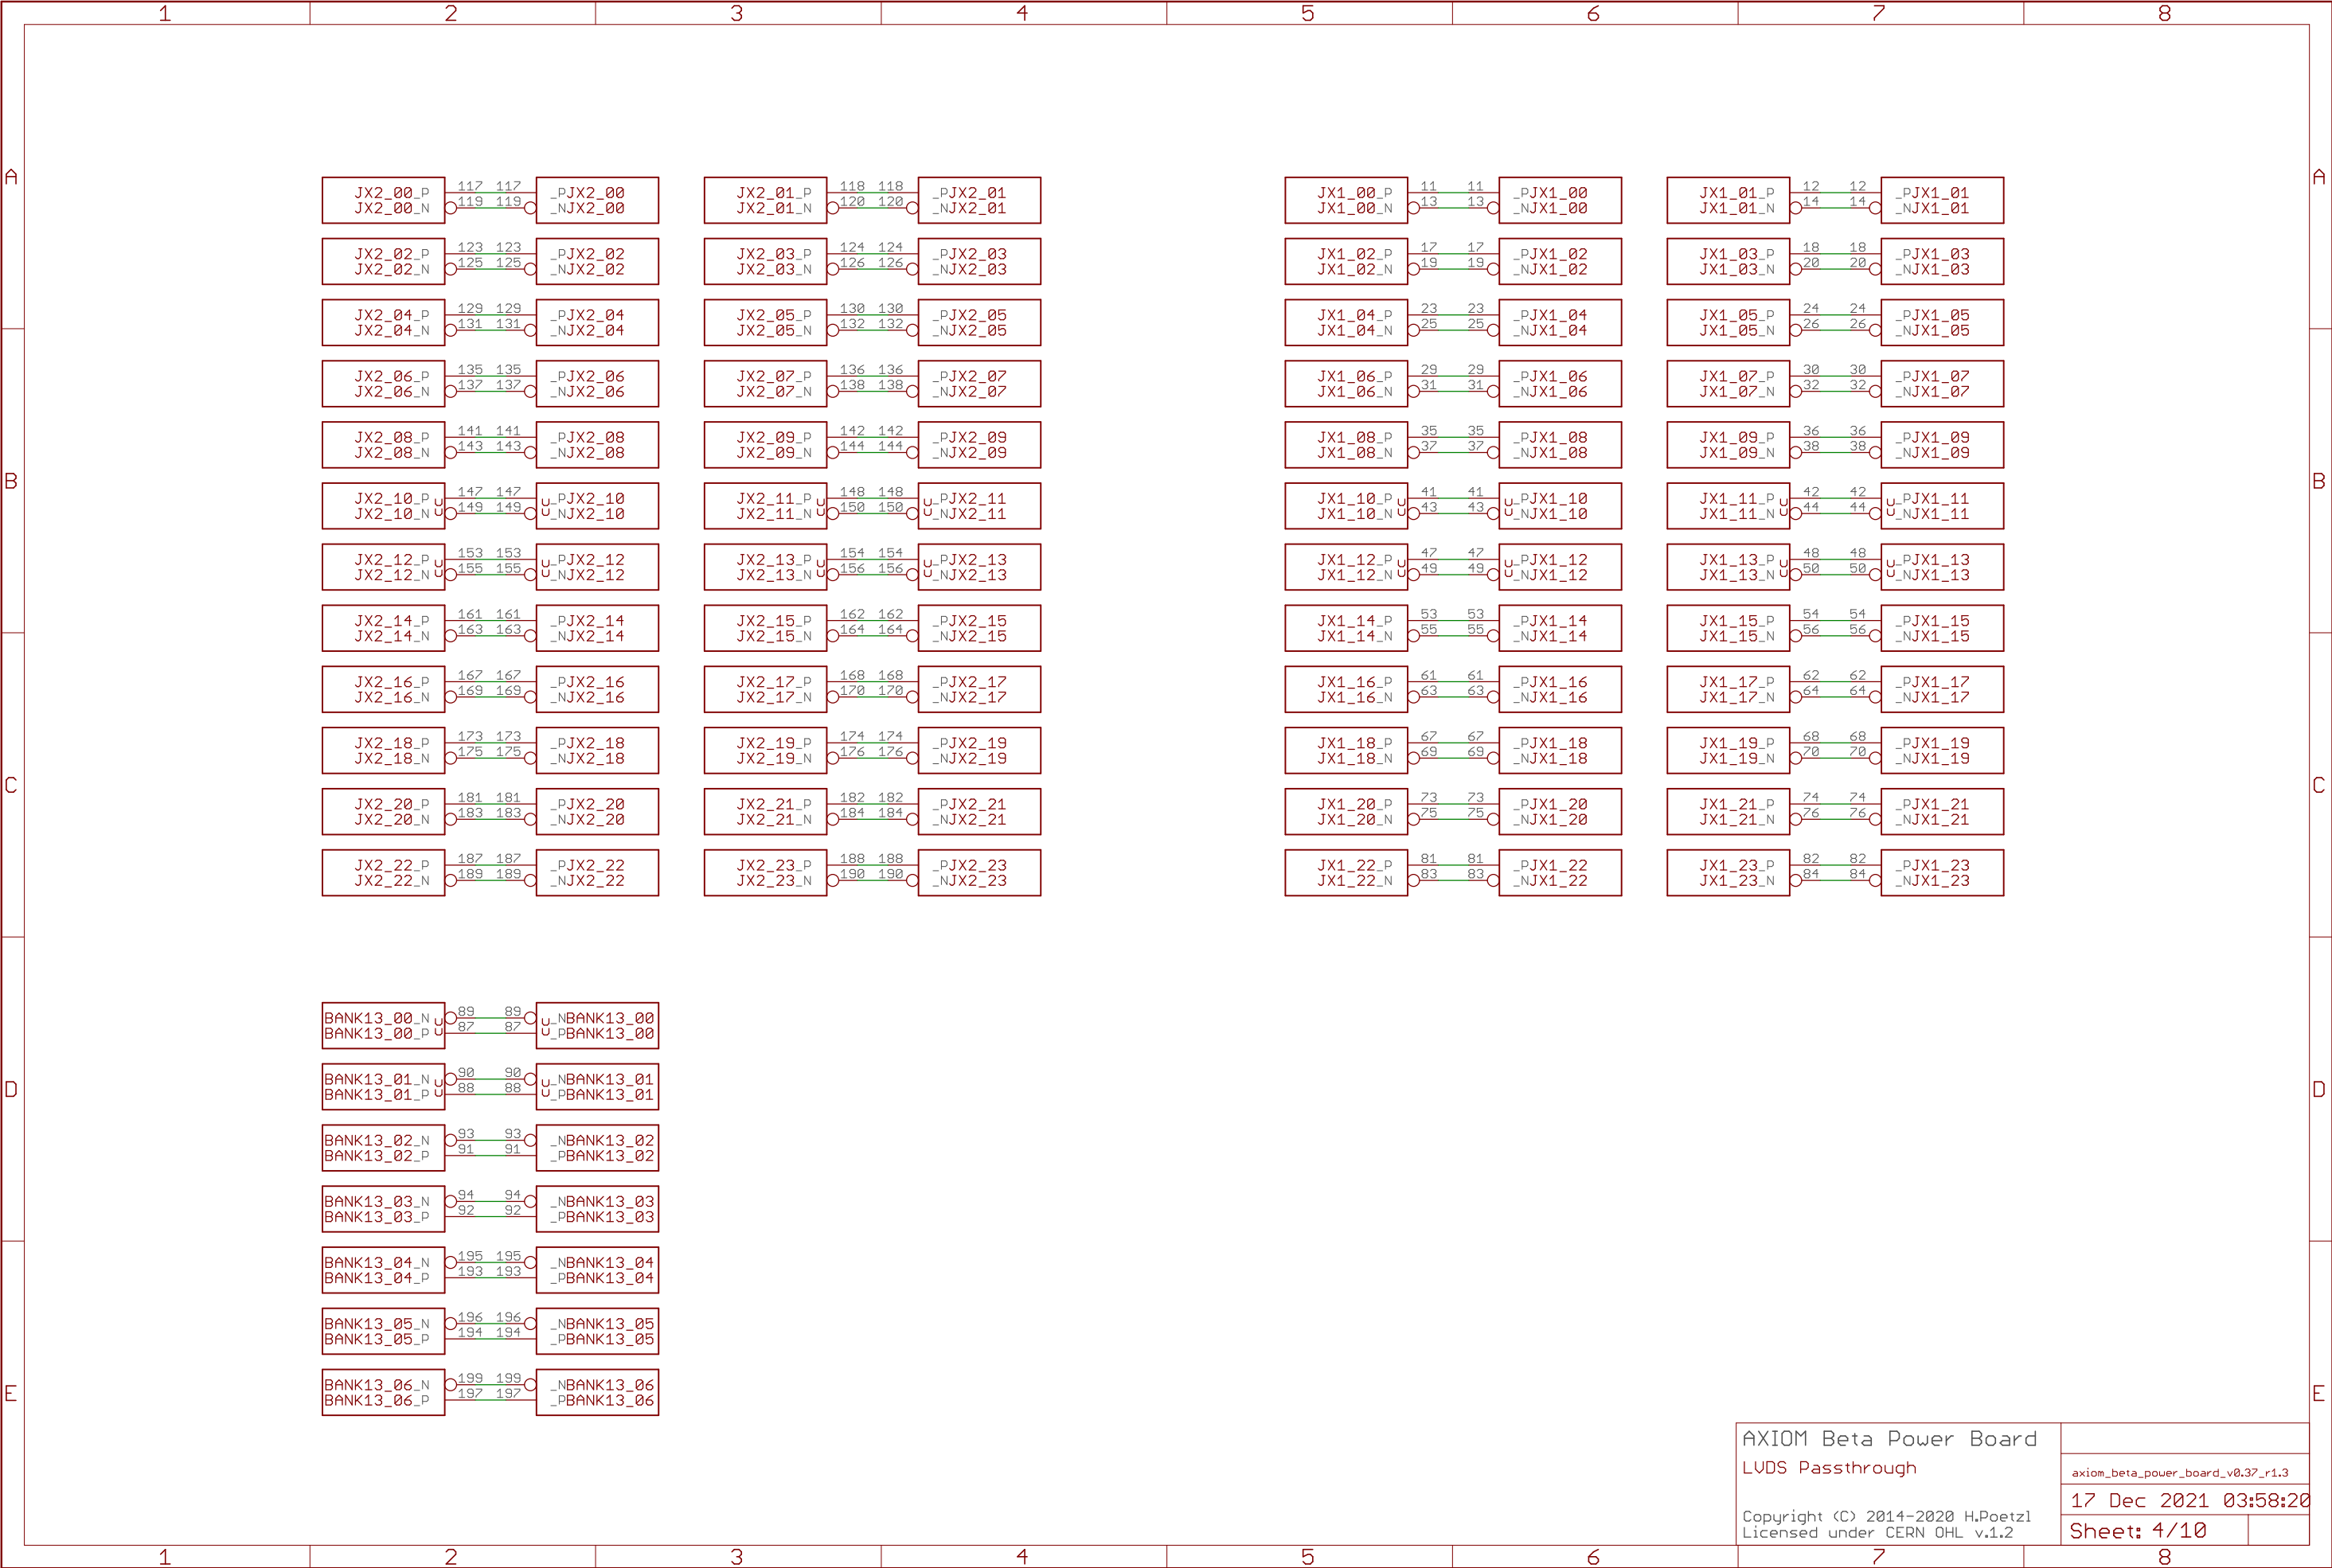 1 2 3 4 5 6 7 8
A A
JX2_00_P 117 117 _PJX2_00 JX2_01_P 118 118 _PJX2_01 JX1_00_P 11 11 _PJX1_00 JX1_01_P 12 12 _PJX1_01
JX2_00_N 119 119 _NJX2_00 JX2_01_N 120 120 _NJX2_01 JX1_00_N 13 13 _NJX1_00 JX1_01_N 14 14 _NJX1_01
JX2_02_P 123 123 _PJX2_02 JX2_03_P 124 124 _PJX2_03 JX1_02_P 17 17 _PJX1_02 JX1_03_P 18 18 _PJX1_03
JX2_02_N 125 125 _NJX2_02 JX2_03_N 126 126 _NJX2_03 JX1_02_N 19 19 _NJX1_02 JX1_03_N 20 20 _NJX1_03
JX2_04_P 129 129 _PJX2_04 JX2_05_P 130 130 _PJX2_05 JX1_04_P 23 23 _PJX1_04 JX1_05_P 24 24 _PJX1_05
JX2_04_N 131 131 _NJX2_04 JX2_05_N 132 132 _NJX2_05 JX1_04_N 25 25 _NJX1_04 JX1_05_N 26 26 _NJX1_05
JX2_06_P 135 135 _PJX2_06 JX2_07_P 136 136 _PJX2_07 JX1_06_P 29 29 _PJX1_06 JX1_07_P 30 30 _PJX1_07
JX2_06_N 137 137 _NJX2_06 JX2_07_N 138 138 _NJX2_07 JX1_06_N 31 31 _NJX1_06 JX1_07_N 32 32 _NJX1_07
JX2_08_P 141 141 _PJX2_08 JX2_09_P 142 142 _PJX2_09 JX1_08_P 35 35 _PJX1_08 JX1_09_P 36 36 _PJX1_09
JX2_08_N 143 143 _NJX2_08 JX2_09_N 144 144 _NJX2_09 JX1_08_N 37 37 _NJX1_08 JX1_09_N 38 38 _NJX1_09
B B
JX2_10_P U 147 147 U _PJX2_10 JX2_11_P U 148 148 U _PJX2_11 JX1_10_P U 41 41 U _PJX1_10 JX1_11_P U 42 42 U _PJX1_11
JX2_10_N U 149 149 U _NJX2_10 JX2_11_N U 150 150 U _NJX2_11 JX1_10_N U 43 43 U _NJX1_10 JX1_11_N U 44 44 U _NJX1_11
JX2_12_P U 153 153 U _PJX2_12 JX2_13_P U 154 154 U _PJX2_13 JX1_12_P U 47 47 U _PJX1_12 JX1_13_P U 48 48 U _PJX1_13
JX2_12_N U 155 155 U _NJX2_12 JX2_13_N U 156 156 U _NJX2_13 JX1_12_N U 49 49 U _NJX1_12 JX1_13_N U 50 50 U _NJX1_13
JX2_14_P 161 161 _PJX2_14 JX2_15_P 162 162 _PJX2_15 JX1_14_P 53 53 _PJX1_14 JX1_15_P 54 54 _PJX1_15
JX2_14_N 163 163 _NJX2_14 JX2_15_N 164 164 _NJX2_15 JX1_14_N 55 55 _NJX1_14 JX1_15_N 56 56 _NJX1_15
JX2_16_P 167 167 _PJX2_16 JX2_17_P 168 168 _PJX2_17 JX1_16_P 61 61 _PJX1_16 JX1_17_P 62 62 _PJX1_17
JX2_16_N 169 169 _NJX2_16 JX2_17_N 170 170 _NJX2_17 JX1_16_N 63 63 _NJX1_16 JX1_17_N 64 64 _NJX1_17
JX2_18_P 173 173 _PJX2_18 JX2_19_P 174 174 _PJX2_19 JX1_18_P 67 67 _PJX1_18 JX1_19_P 68 68 _PJX1_19
JX2_18_N 175 175 _NJX2_18 JX2_19_N 176 176 _NJX2_19 JX1_18_N 69 69 _NJX1_18 JX1_19_N 70 70 _NJX1_19
C C
JX2_20_P 181 181 _PJX2_20 JX2_21_P 182 182 _PJX2_21 JX1_20_P 73 73 _PJX1_20 JX1_21_P 74 74 _PJX1_21
JX2_20_N 183 183 _NJX2_20 JX2_21_N 184 184 _NJX2_21 JX1_20_N 75 75 _NJX1_20 JX1_21_N 76 76 _NJX1_21
JX2_22_P 187 187 _PJX2_22 JX2_23_P 188 188 _PJX2_23 JX1_22_P 81 81 _PJX1_22 JX1_23_P 82 82 _PJX1_23
JX2_22_N 189 189 _NJX2_22 JX2_23_N 190 190 _NJX2_23 JX1_22_N 83 83 _NJX1_22 JX1_23_N 84 84 _NJX1_23
BANK13_00_N U 89 89 U _NBANK13_00
BANK13_00_P U 87 87 U _PBANK13_00
BANK13_01_N U 90 90 U _NBANK13_01
D D
BANK13_01_P U 88 88 U _PBANK13_01
BANK13_02_N 93 93 _NBANK13_02
BANK13_02_P 91 91 _PBANK13_02
BANK13_03_N 94 94 _NBANK13_03
BANK13_03_P 92 92 _PBANK13_03
BANK13_04_N 195 195 _NBANK13_04
BANK13_04_P 193 193 _PBANK13_04
BANK13_05_N 196 196 _NBANK13_05
BANK13_05_P 194 194 _PBANK13_05
BANK13_06_N 199 199 _NBANK13_06
E E
BANK13_06_P 197 197 _PBANK13_06
AXIOM Beta Power Board
LVDS Passthrough
axiom_beta_power_board_v0.37_r1.3
17 Dec 2021 03:58:20
Copyright (C) 2014-2020 H.Poetzl
Licensed under CERN OHL v.1.2
Sheet: 4/10
1 2 3 4 5 6 7 8